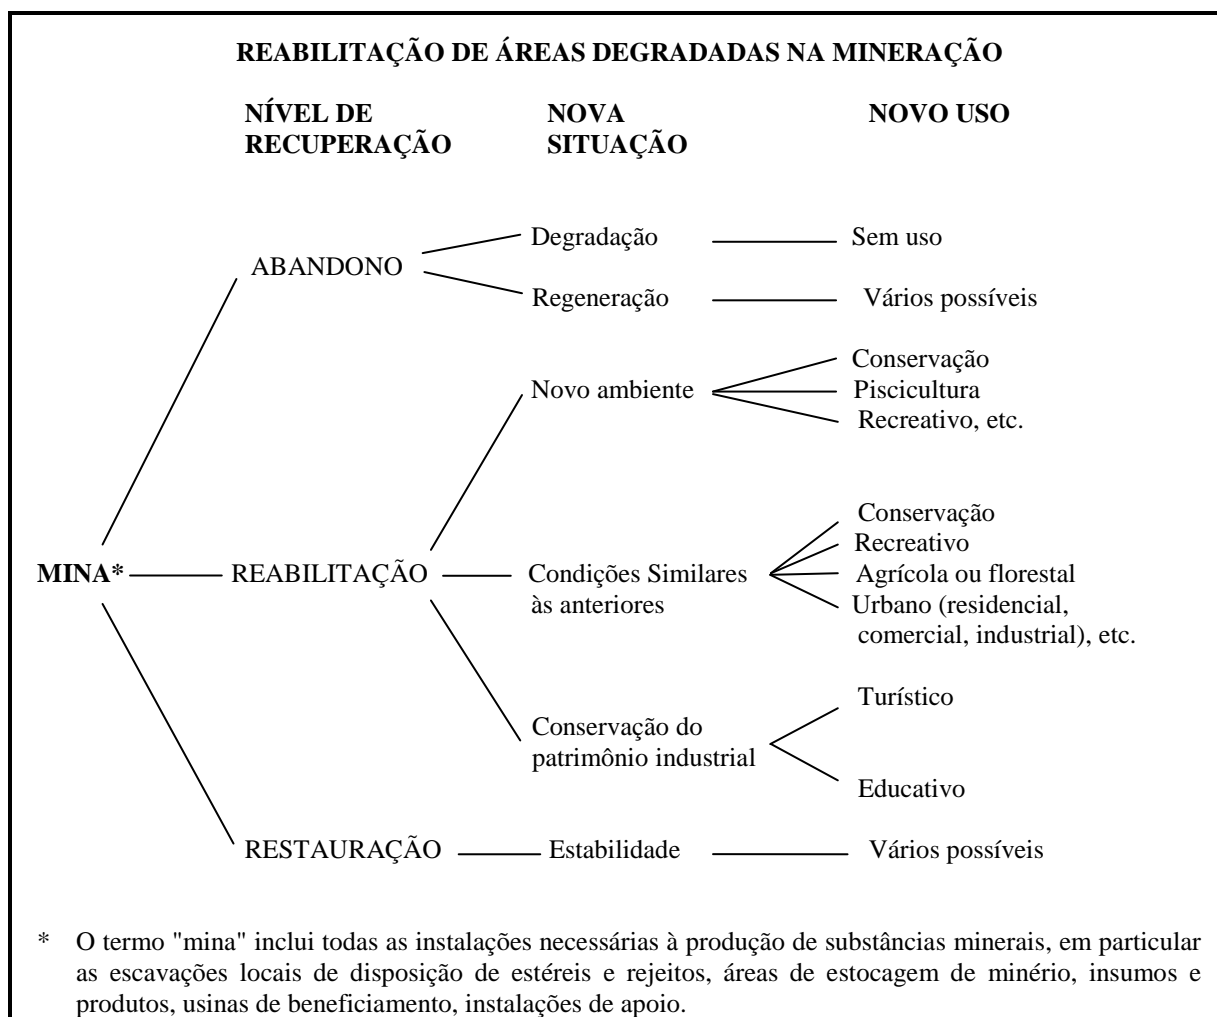 REABILITAÇÃO DE ÁREAS DEGRADADAS NA MINERAÇÃO
NÍVEL DE RECUPERAÇÃO
NOVA SITUAÇÃO
NOVO USO
Degradação
Sem uso
ABANDONO
Regeneração
Vários possíveis
Conservação
Novo ambiente
Piscicultura
Recreativo, etc.
Conservação
Recreativo
MINA*
REABILITAÇÃO
Condições Similares
às anteriores
Agrícola ou florestal
Urbano (residencial,
comercial, industrial), etc.
Turístico
Conservação do
patrimônio industrial
Educativo
RESTAURAÇÃO
Estabilidade
Vários possíveis
* O termo "mina" inclui todas as instalações necessárias à produção de substâncias minerais, em particular
as escavações locais de disposição de estéreis e rejeitos, áreas de estocagem de minério, insumos e
produtos, usinas de beneficiamento, instalações de apoio.